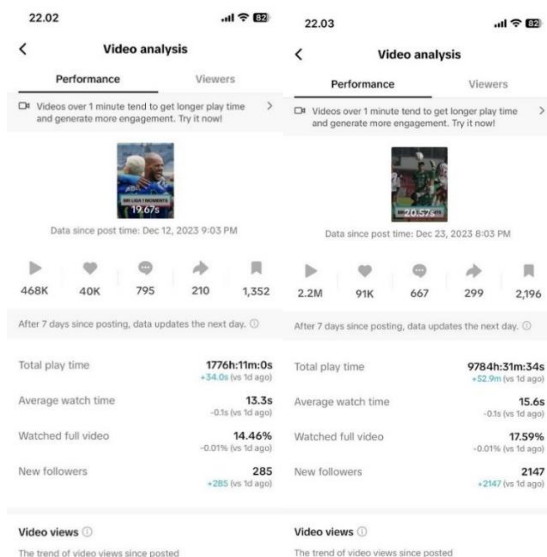 22.02
82
Video analysis
Performance
Viewers
Videos over 1 minute tend to get longer play time
and generate more engagement. Try it now!
19.67s
Data since post time: Dec 12, 2023 9:03 PM
468K
40K
795
210
1,352
After 7 days since posting, data updates the next day.
Total play time
1776h:11m:0s
+34.0s (vs 1d ago)
Average watch time
13.3s
-0.1s (vs 1d ago)
Watched full video
14.46%
-0.01% (vs 1d ago)
New followers
285
+285 (vs 1d ago)
Video views
The trend of video views since posted
22.03
82
Video analysis
Performance
Viewers
Videos over 1 minute tend to get longer play time
and generate more engagement. Try it now!
20.57s
Data since post time: Dec 23, 2023 8:03 PM
2.2M
91K
667
299
2,196
After 7 days since posting, data updates the next day.
Total play time
9784h:31m:34s
+52.9m (vs 1d ago)
Average watch time
15.6s
-0.1s (vs 1d ago)
Watched full video
17.59%
-0.01% (vs 1d ago)
New followers
2147
+2147 (vs 1d ago)
Video views
The trend of video views since posted